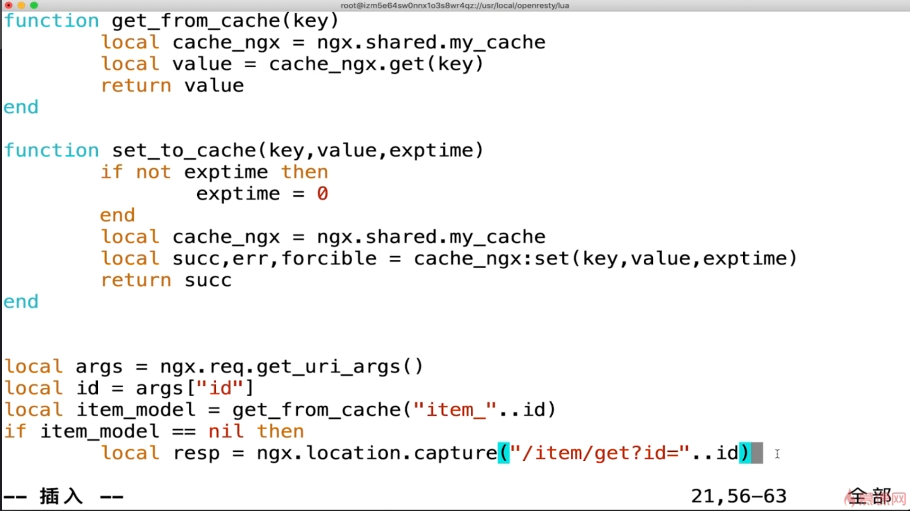 root@izm5e64sw0nnx1o3s8wr4qz://usr/local/openresty/lua
function get_from_cache(key)
        local cache_ngx = ngx.shared.my_cache
        local value = cache_ngx.get(key)
        return value
end

function set_to_cache(key,value,exptime)
        if not exptime then
                exptime = 0
        end
        local cache_ngx = ngx.shared.my_cache
        local succ,err,forcible = cache_ngx:set(key,value,exptime)
        return succ
end

local args = ngx.req.get_uri_args()
local id = args["id"]
local item_model = get_from_cache("item_"..id)
if item_model == nil then
        local resp = ngx.location.capture("/item/get?id="..id)
-- 插入 --
21,56-63
全部